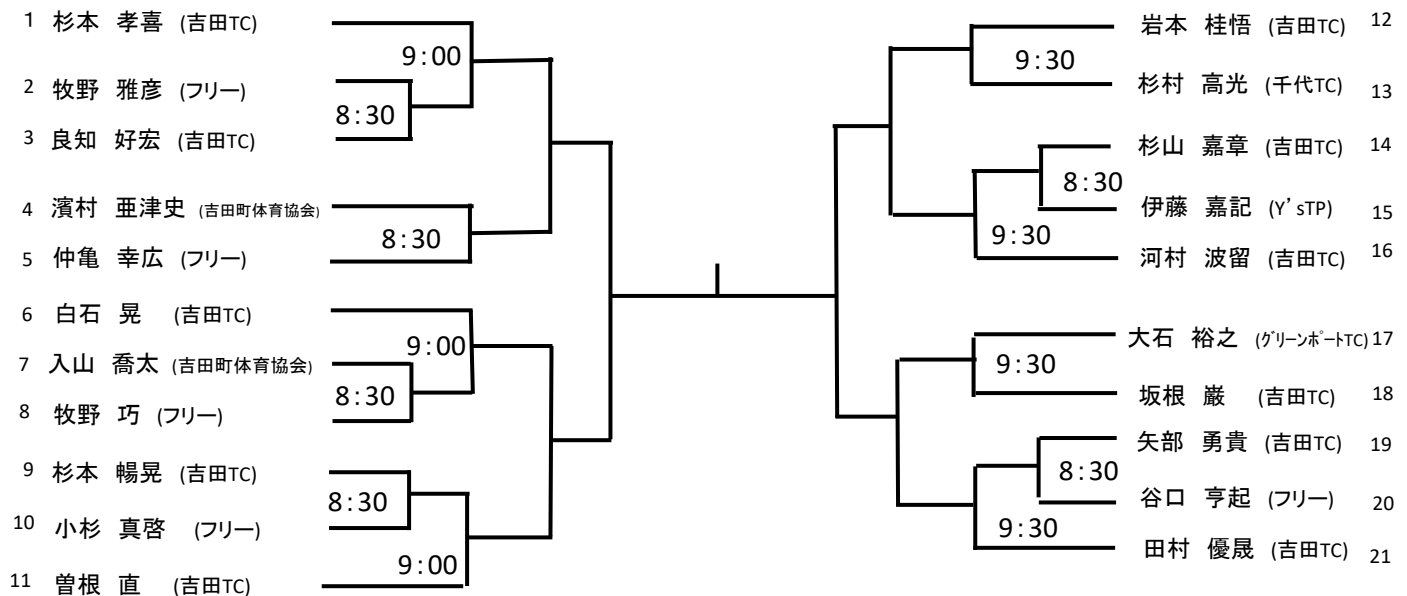 1 杉本 孝喜 (吉田TC)
9:00
2 牧野 雅彦 (フリー)
8:30
3 良知 好宏 (吉田TC)
4 濱村 亜津史 (吉田町体育協会)
8:30
5 仲亀 幸広 (フリー)
6 白石 晃 (吉田TC)
9:00
7 入山 喬太 (吉田町体育協会)
8:30
8 牧野 巧 (フリー)
9 杉本 暢晃 (吉田TC)
8:30
10 小杉 真啓 (フリー)
9:00
11 曽根 直 (吉田TC)
岩本 桂悟 (吉田TC) 12
9:30
杉村 高光 (千代TC) 13
杉山 嘉章 (吉田TC) 14
8:30
伊藤 嘉記 (Y'sTP) 15
9:30
河村 波留 (吉田TC) 16
大石 裕之 (グリーンポートTC) 17
9:30
坂根 巌 (吉田TC) 18
矢部 勇貴 (吉田TC) 19
8:30
谷口 亨起 (フリー) 20
9:30
田村 優晟 (吉田TC) 21